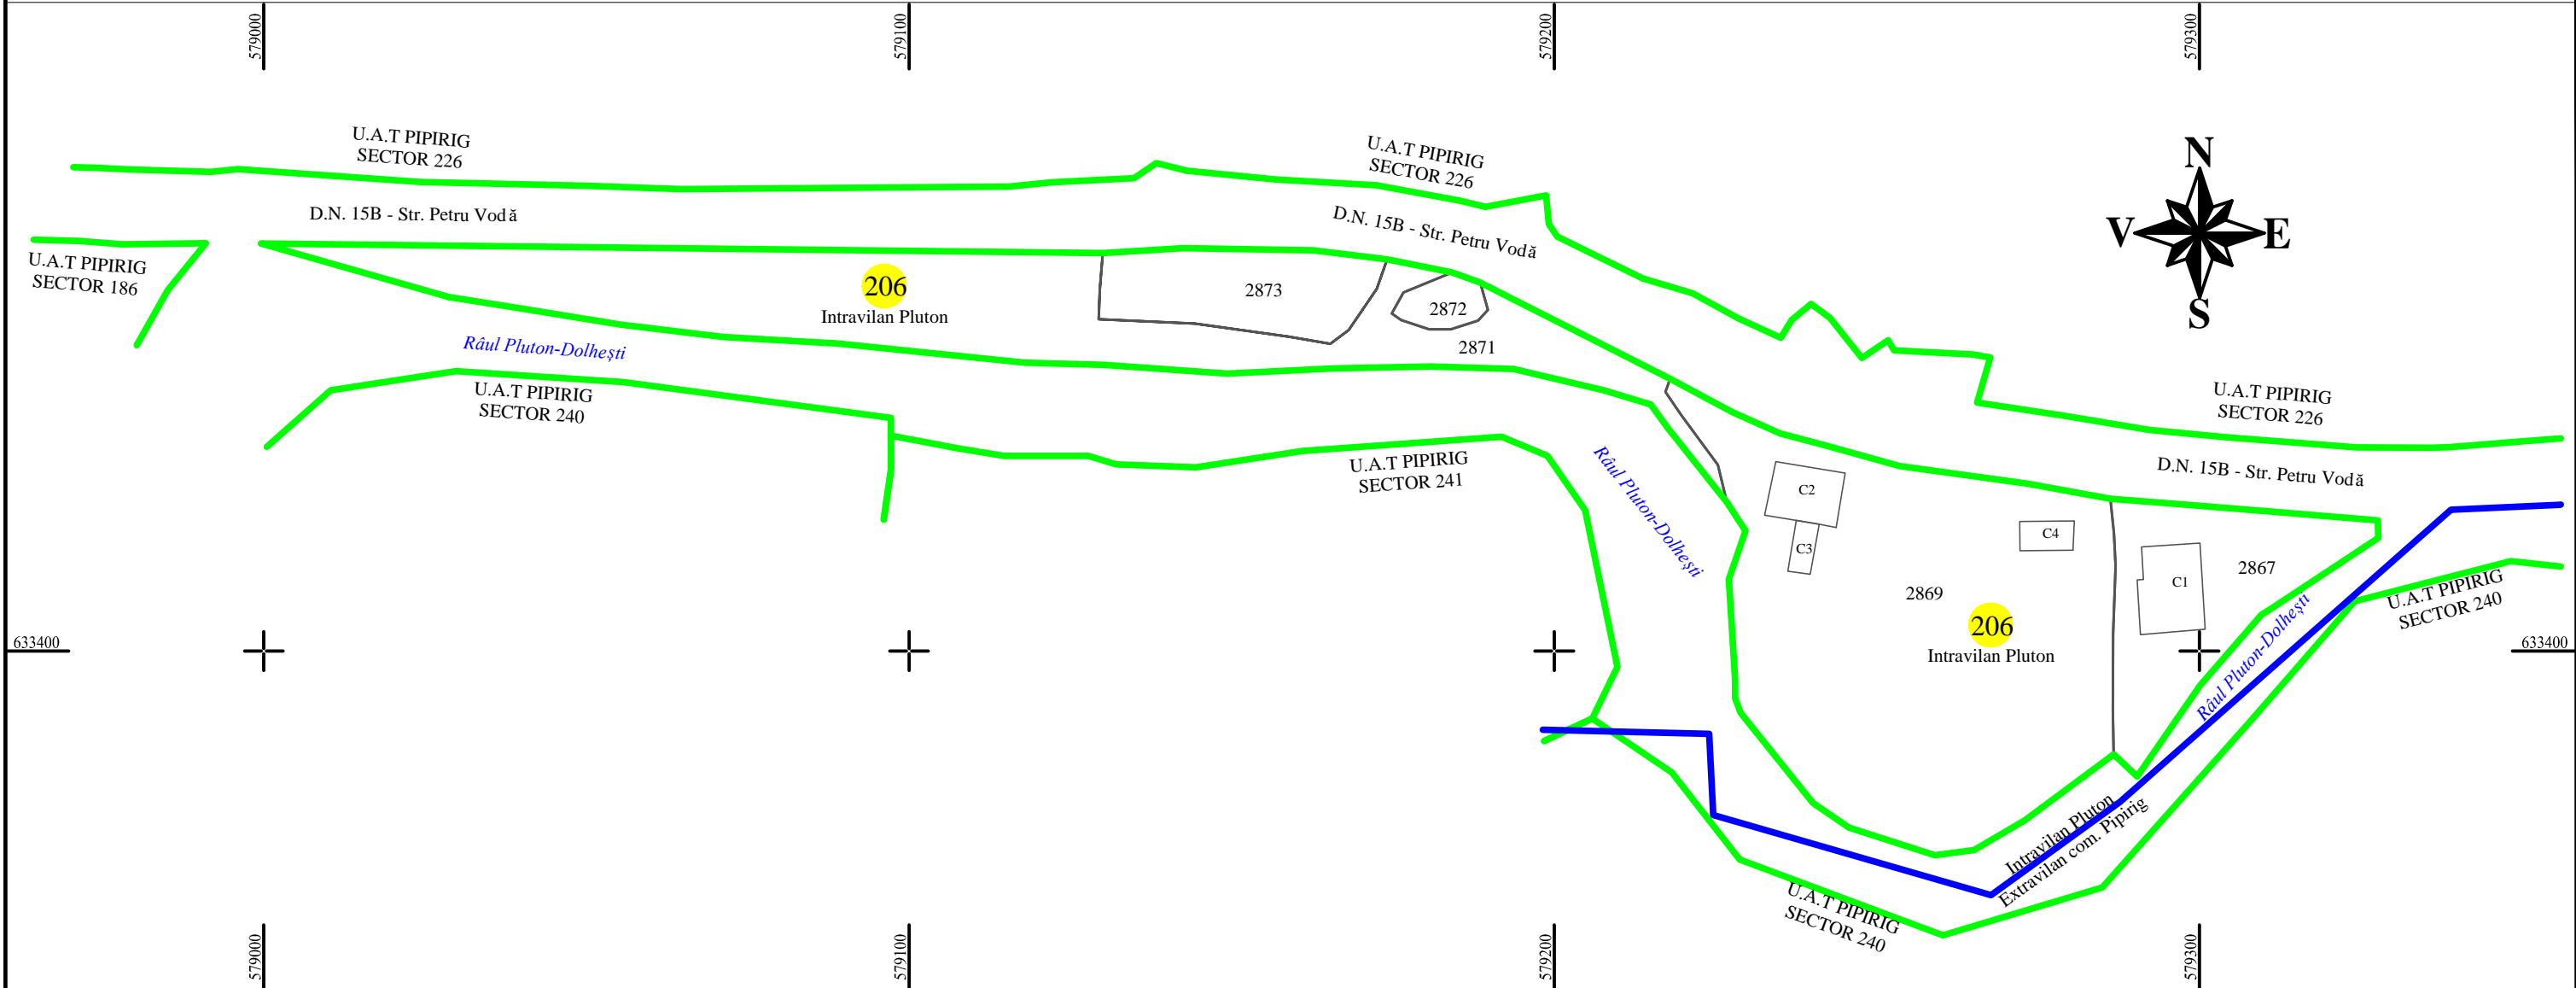 579000
579100
579200
579300
U.A.T PIPIRIG
SECTOR 226
U.A.T PIPIRIG
SECTOR 226
N
V
E
S
D.N. 15B - Str. Petru Vodă
D.N. 15B - Str. Petru Vodă
U.A.T PIPIRIG
SECTOR 186
206
Intravilan Pluton
2873
2872
2871
Râul Pluton-Dolhești
U.A.T PIPIRIG
SECTOR 240
U.A.T PIPIRIG
SECTOR 226
U.A.T PIPIRIG
SECTOR 241
Râul Pluton-Dolhești
D.N. 15B - Str. Petru Vodă
C2
C3
C4
C1
2867
2869
206
Intravilan Pluton
U.A.T PIPIRIG
SECTOR 240
Râul Pluton-Dolhești
633400
633400
Intravilan Pluton
Extravilan com. Pipirig
U.A.T PIPIRIG
SECTOR 240
579000
579100
579200
579300